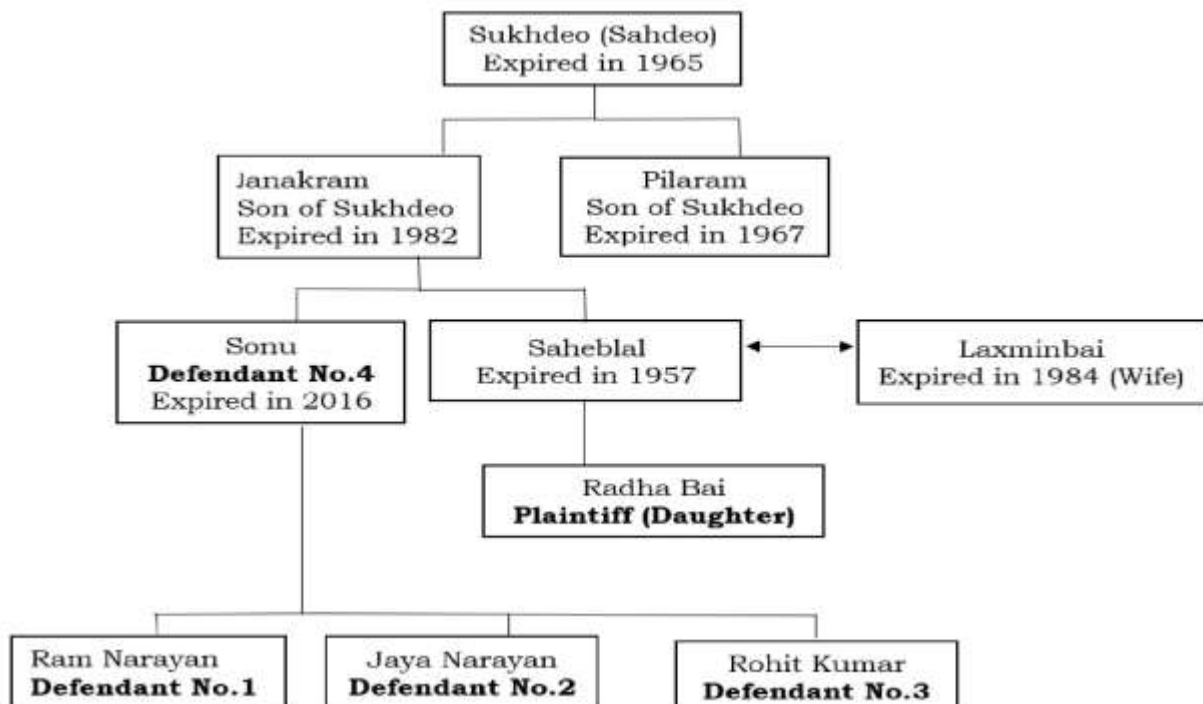 Sukhdeo (Sahdeo)
Expired in 1965
Janakram
Son of Sukhdeo
Expired in 1982
Pilaram
Son of Sukhdeo
Expired in 1967
Sonu
Defendant No.4
Expired in 2016
Saheblal
Expired in 1957
Laxminbai
Expired in 1984 (Wife)
Radha Bai
Plaintiff (Daughter)
Ram Narayan
Defendant No.1
Jaya Narayan
Defendant No.2
Rohit Kumar
Defendant No.3